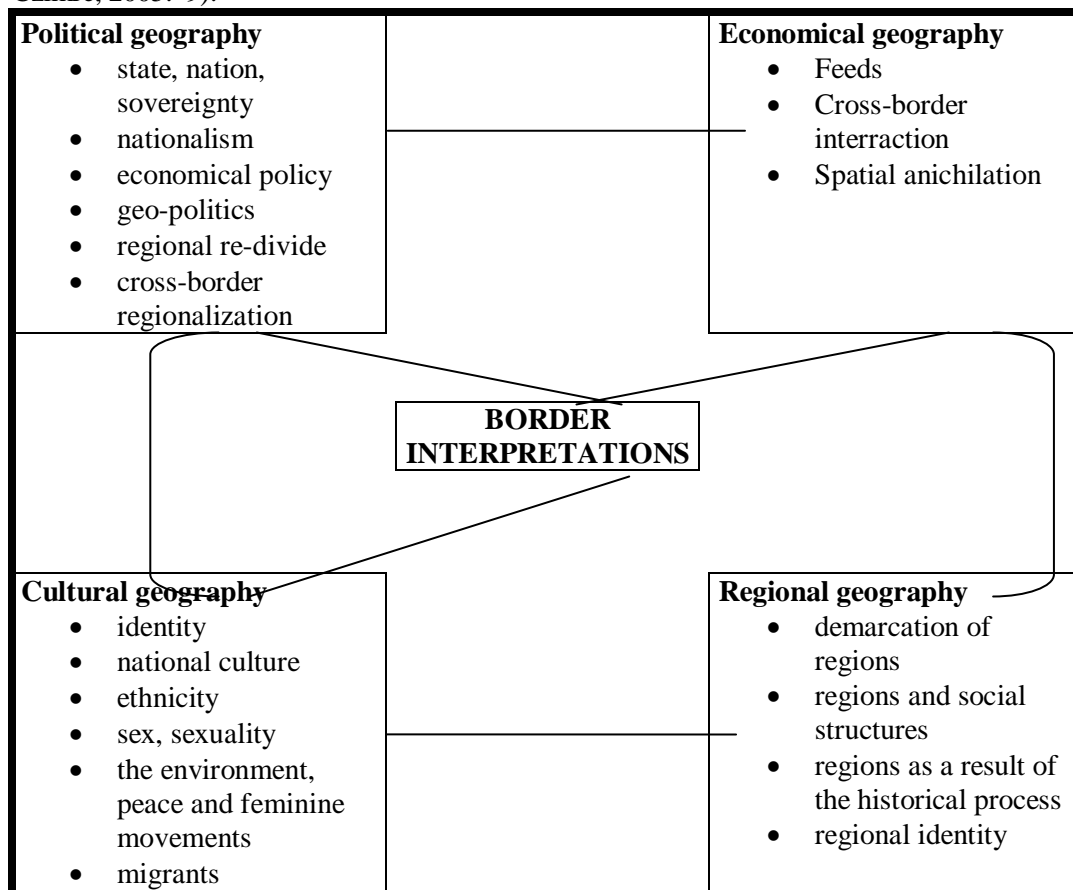 Political geography
• state, nation,
sovereignty
• nationalism
• economical policy
• geo-politics
• regional re-divide
• cross-border
regionalization
Economical geography
• Feeds
• Cross-border
interraction
• Spatial anichilation
BORDER
INTERPRETATIONS
Cultural geography
• identity
• national culture
• ethnicity
• sex, sexuality
• the environment,
peace and feminine
movements
• migrants
Regional geography
• demarcation of
regions
• regions and social
structures
• regions as a result of
the historical process
• regional identity